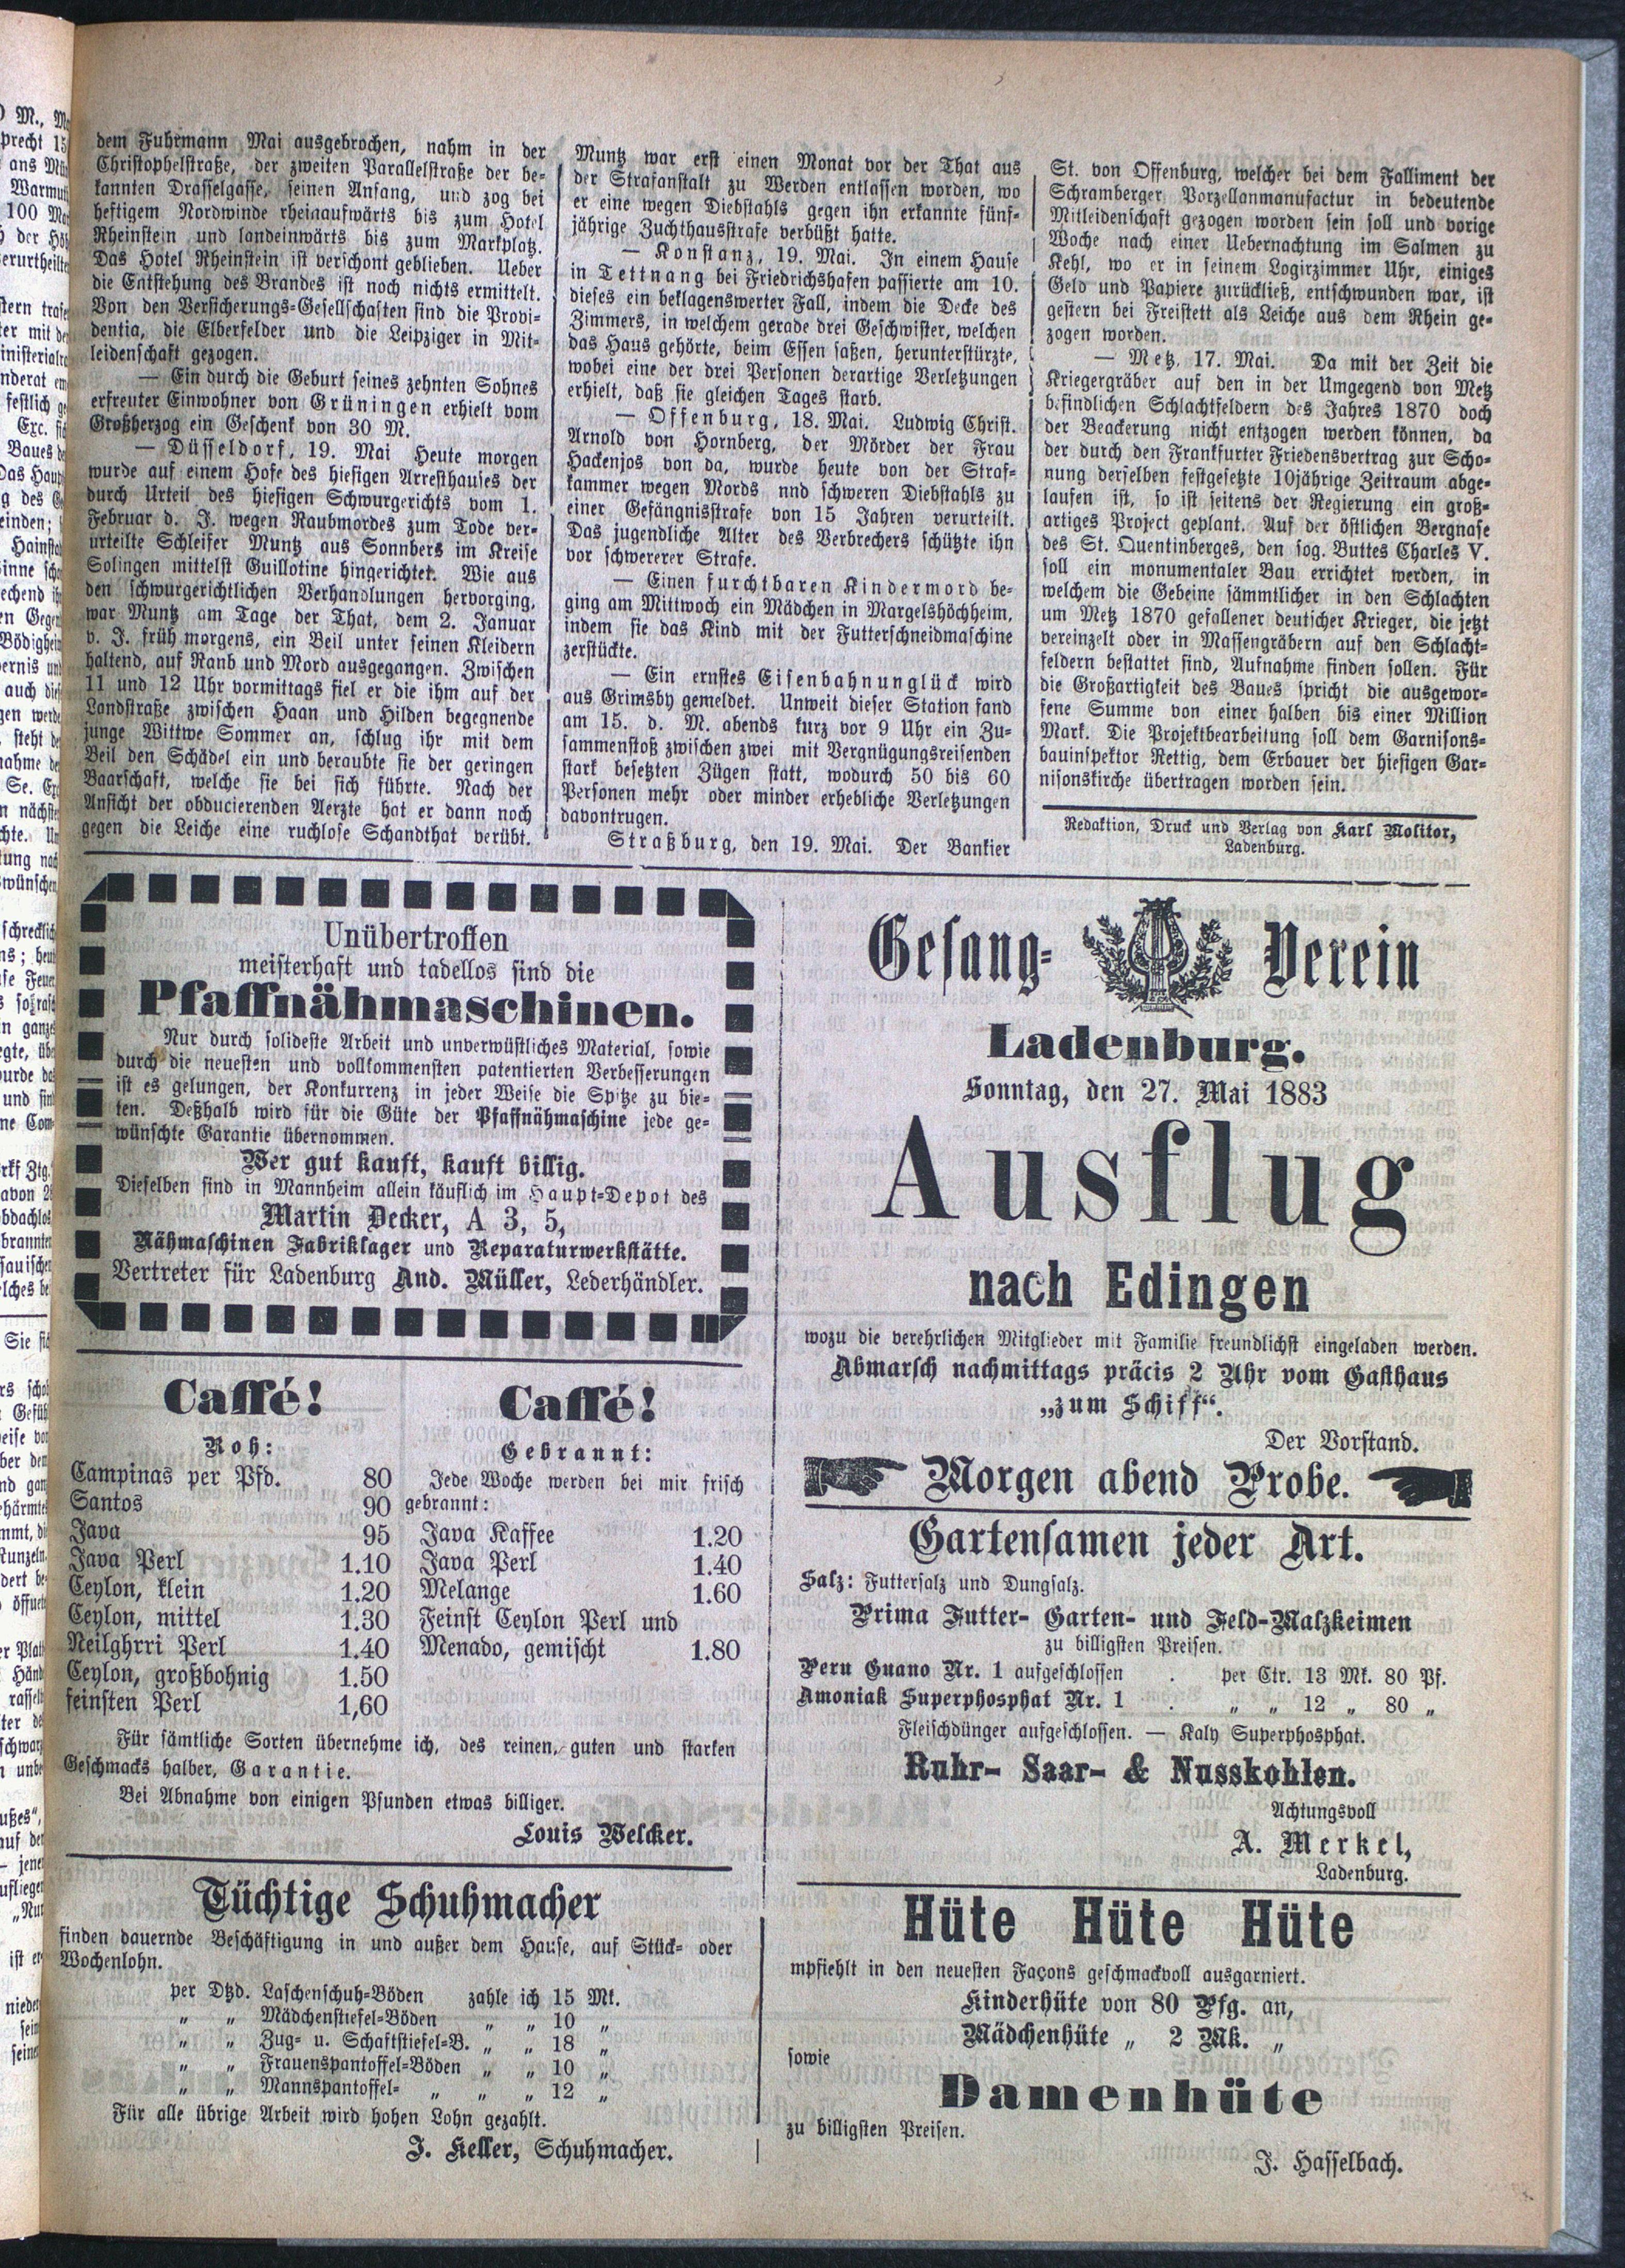 dem Fuhrmann Mai ausgebrochen, nahm in der
Christophelstraße, der zweiten Parallelstraße der be-
kannten Drasselgasse, seinen Anfang, und zog bei
heftigem Nordwinde rheinaufwärts bis zum Hotel
Rheinstein und landeinwärts bis zum Markplatz.
Das Hotel Rheinstein ist verschont geblieben. Ueber
die Entstehung des Brandes ist noch nichts ermittelt.
Von den Versicherungs-Gesellschaften sind die Provi-
dentia, die Elberfelder und die Leipziger in Mit-
leidenschaft gezogen.
— Ein durch die Geburt seines zehnten Sohnes
erfreuter Einwohner von Grüningen erhielt vom
Großherzog ein Geschenk von 30 M.
— Düsseldorf, 19. Mai Heute morgen
wurde auf einem Hofe des hiesigen Arresthauses der
durch Urteil des hiesigen Schwurgerichts vom 1.
Februar d. J. wegen Raubmordes zum Tode ver-
urteilte Schleifer Muntz aus Sonnbers im Kreise
Solingen mittelst Guillotine hingerichtet. Wie aus
den schwurgerichtlichen Verhandlungen hervorging,
war Muntz am Tage der That, dem 2. Januar
v. J. früh morgens, ein Beil unter seinen Kleidern
haltend, auf Ranb und Mord ausgegangen. Zwischen
11 und 12 Uhr vormittags fiel er die ihm auf der
Landstraße zwischen Haan und Hilden begegnende
junge Wittwe Sommer an, schlug ihr mit dem
Beil den Schädel ein und beraubte sie der geringen
Baarschaft, welche sie bei sich führte. Nach der
Ansicht der obducierenden Aerzte hat er dann noch
gegen die Leiche eine ruchlose Schandthat verübt.
Muntz war erst einen Monat vor der That aus
der Strafanstalt zu Werden entlassen worden, wo
er eine wegen Diebstahls gegen ihn erkannte fünf-
jährige Zuchthausstrafe verbüßt hatte.
— Konstanz, 19. Mai. In einem Hause
in Tettnang bei Friedrichshafen passierte am 10.
dieses ein beklagenswerter Fall, indem die Decke des
Zimmers, in welchem gerade drei Geschwister, welchen
das Haus gehörte, beim Essen saßen, herunterstürzte,
wobei eine der drei Personen derartige Verletzungen
erhielt, daß sie gleichen Tages starb.
— Offenburg, 18. Mai. Ludwig Christ.
Arnold von Hornberg, der Mörder der Frau
Hackenjos von da, wurde heute von der Straf-
kammer wegen Mords nnd schweren Diebstahls zu
einer Gefängnisstrafe von 15 Jahren verurteilt.
Das jugendliche Alter des Verbrechers schützte ihn
vor schwererer Strafe.
— Einen furchtbaren Kindermord be-
ging am Mittwoch ein Mädchen in Margelshöchheim,
indem sie das Kind mit der Futterschneidmaschine
zerstückte.
— Ein ernstes Eisenbahnunglück wird
aus Grimsby gemeldet. Unweit dieser Station fand
am 15. d. M. abends kurz vor 9 Uhr ein Zu-
sammenstoß zwischen zwei mit Vergnügungsreisenden
stark besetzten Zügen statt, wodurch 50 bis 60
Personen mehr oder minder erhebliche Verletzungen
davontrugen.
Straßburg, den 19. Mai. Der Bankier
St. von Offenburg, welcher bei dem Falliment der
Schramberger Porzellanmanufactur in bedeutende
Mitleidenschaft gezogen worden sein soll und vorige
Woche nach einer Uebernachtung im Salmen zu
Kehl, wo er in seinem Logirzimmer Uhr, einiges
Geld und Papiere zurückließ, entschwunden war, ist
gestern bei Freistett als Leiche aus dem Rhein ge-
zogen worden.
— Metz, 17. Mai. Da mit der Zeit die
Kriegergräber auf den in der Umgegend von Metz
befindlichen Schlachtfeldern des Jahres 1870 doch
der Beackerung nicht entzogen werden können, da
der durch den Frankfurter Friedensvertrag zur Scho-
nung derselben festgesetzte 10jährige Zeitraum abge-
laufen ist, so ist seitens der Regierung ein groß-
artiges Project geplant. Auf der östlichen Bergnase
des St. Quentinberges, den sog. Buttes Charles V.
soll ein monumentaler Bau errichtet werden, in
welchem die Gebeine sämmtlicher in den Schlachten
um Metz 1870 gefallener deutscher Krieger, die jetzt
vereinzelt oder in Massengräbern auf den Schlacht-
feldern bestattet sind, Aufnahme finden sollen. Für
die Großartigkeit des Baues spricht die ausgewor-
fene Summe von einer halben bis einer Million
Mark. Die Projektbearbeitung soll dem Garnisons-
bauinspektor Rettig, dem Erbauer der hiesigen Gar-
nisonskirche übertragen worden sein.
Redaktion, Druck und Verlag von Karl Molitor,
Ladenburg.
Unübertroffen
meisterhaft und tadellos sind die
Pfaffnähmaschinen.
Nur durch solideste Arbeit und unverwüstliches Material, sowie
durch die neuesten und vollkommensten patentierten Verbesserungen
ist es gelungen, der Konkurrenz in jeder Weise die Spitze zu bie-
ten. Deßhalb wird für die Güte der Pfaffnähmaschine jede ge-
wünschte Garantie übernommen.
Wer gut kauft, kauft billig.
Dieselben sind in Mannheim allein käuflich im Haupt-Depot des
Martin Decker, A 3, 5,
Nähmaschinen Fabriklager und Reparaturwerkstätte.
Vertreter für Ladenburg And. Müller, Lederhändler.
Caffé!
Roh:
Campinas per Pfd. 80
Santos 90
Java 95
Java Perl 1.10
Ceylon, klein 1.20
Ceylon, mittel 1.30
Neilghrri Perl 1.40
Ceylon, großbohnig 1.50
feinsten Perl 1,60
Caffé!
Gebrannt:
Jede Woche werden bei mir frisch
gebrannt:
Java Kaffee 1.20
Java Perl 1.40
Melange 1.60
Feinst Ceylon Perl und
Menado, gemischt 1.80
Für sämtliche Sorten übernehme ich, des reinen, guten und starken
Geschmacks halber, Garantie.
Bei Abnahme von einigen Pfunden etwas billiger.
Louis Welcker.
Tüchtige Schuhmacher
finden dauernde Beschäftigung in und außer dem Hause, auf Stück- oder
Wochenlohn.
per Dtzd. Laschenschuh-Böden zahle ich 15 Mk.
„ „ Mädchenstiefel-Böden „ „ 10 „
„ „ Zug- u. Schaftstiefel-B. „ „ 18 „
„ „ Frauenspantoffel-Böden „ „ 10 „
„ „ Mannspantoffel- „ „ „ 12 „
Für alle übrige Arbeit wird hohen Lohn gezahlt.
J. Keller, Schuhmacher.
Gesang- Verein
Ladenburg.
Sonntag, den 27. Mai 1883
Ausflug
nach Edingen
wozu die verehrlichen Mitglieder mit Familie freundlichst eingeladen werden.
Abmarsch nachmittags präcis 2 Uhr vom Gasthaus
„zum Schiff“.
Der Vorstand.
Morgen abend Probe.
Gartensamen jeder Art.
Salz: Futtersalz und Dungsalz.
Prima Futter- Garten- und Feld-Malzkeimen
zu billigsten Preisen.
Peru Guano Nr. 1 aufgeschlossen . per Ctr. 13 Mk. 80 Pf.
Amoniak Superphosphat Nr. 1 . „ „ 12 „ 80 „
Fleischdünger aufgeschlossen. — Kaly Superphosphat.
Ruhr- Saar- & Nusskohlen.
Achtungsvoll
A. Merkel,
Ladenburg.
Hüte Hüte Hüte
mpfiehlt in den neuesten Façons geschmackvoll ausgarniert.
Kinderhüte von 80 Pfg. an,
Mädchenhüte „ 2 Mk. „
sowie
Damenhüte
zu billigsten Preisen.
J. Hasselbach.